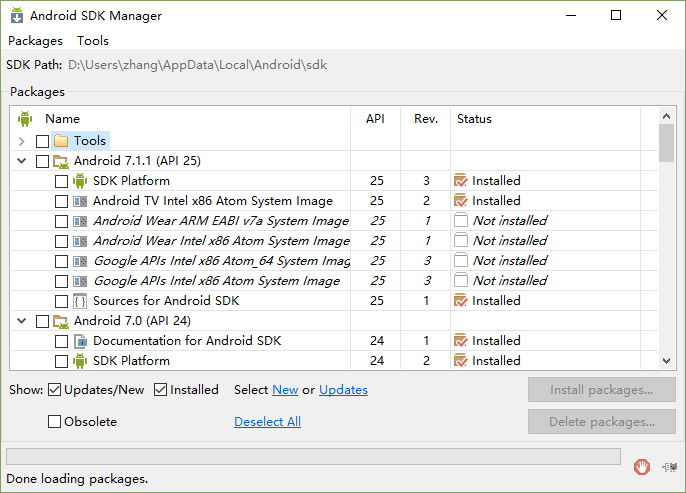 Android SDK Manager
Packages Tools
SDK Path: D:\Users\zhang\AppData\Local\Android\sdk
Packages
Name API Rev. Status
Tools
Android 7.1.1 (API 25)
SDK Platform 25 3 Installed
Android TV Intel x86 Atom System Image 25 2 Installed
Android Wear ARM EABI v7a System Image 25 1 Not installed
Android Wear Intel x86 Atom System Image 25 1 Not installed
Google APIs Intel x86 Atom_64 System Imag 25 3 Not installed
Google APIs Intel x86 Atom System Image 25 3 Not installed
Sources for Android SDK 25 1 Installed
Android 7.0 (API 24)
Documentation for Android SDK 24 1 Installed
SDK Platform 24 2 Installed
Show: Updates/New Installed Select New or Updates Install packages...
Obsolete Deselect All Delete packages...
Done loading packages.